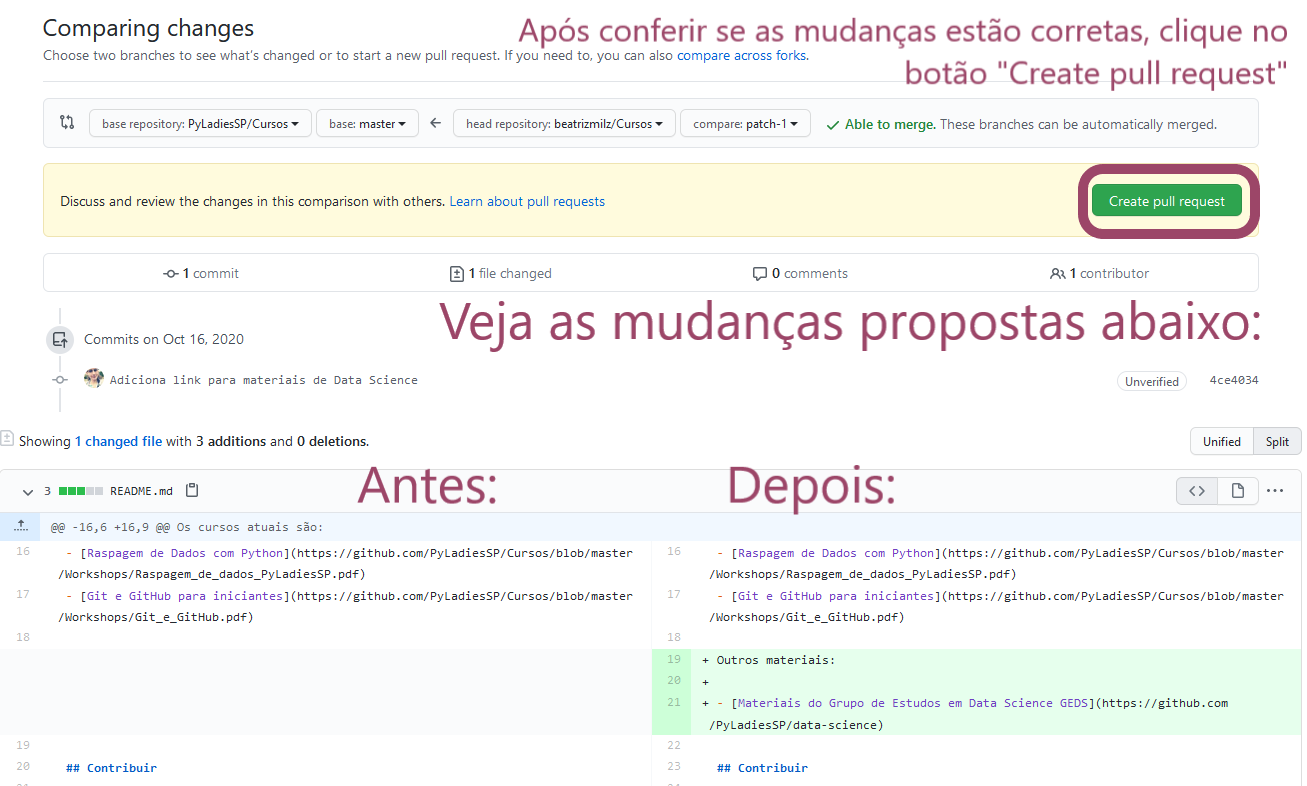 Comparing changes
Após conferir se as mudanças estão corretas, clique no
botão "Create pull request"
Choose two branches to see what's changed or to start a new pull request. If you need to, you can also compare across forks.
base repository: PyLadiesSP/Cursos base: master head repository: beatrizmilz/Cursos compare: patch-1 Able to merge. These branches can be automatically merged.
Discuss and review the changes in this comparison with others. Learn about pull requests
Create pull request
1 commit 1 file changed 0 comments 1 contributor
Veja as mudanças propostas abaixo:
Commits on Oct 16, 2020
Adiciona link para materiais de Data Science Unverified 4ce4034
Showing 1 changed file with 3 additions and 0 deletions. Unified Split
3 README.md
Antes: Depois:
@@ -16,6 +16,9 @@ Os cursos atuais são:
16 - [Raspagem de Dados com Python](https://github.com/PyLadiesSP/Cursos/blob/master
/Workshops/Raspagem_de_dados_PyLadiesSP.pdf)
17 - [Git e GitHub para iniciantes](https://github.com/PyLadiesSP/Cursos/blob/master
/Workshops/Git_e_GitHub.pdf)
18
19
20 ## Contribuir
16 - [Raspagem de Dados com Python](https://github.com/PyLadiesSP/Cursos/blob/master
/Workshops/Raspagem_de_dados_PyLadiesSP.pdf)
17 - [Git e GitHub para iniciantes](https://github.com/PyLadiesSP/Cursos/blob/master
/Workshops/Git_e_GitHub.pdf)
18
19 + Outros materiais:
20 +
21 + - [Materiais do Grupo de Estudos em Data Science GEDS](https://github.com
/PyLadiesSP/data-science)
22
23 ## Contribuir